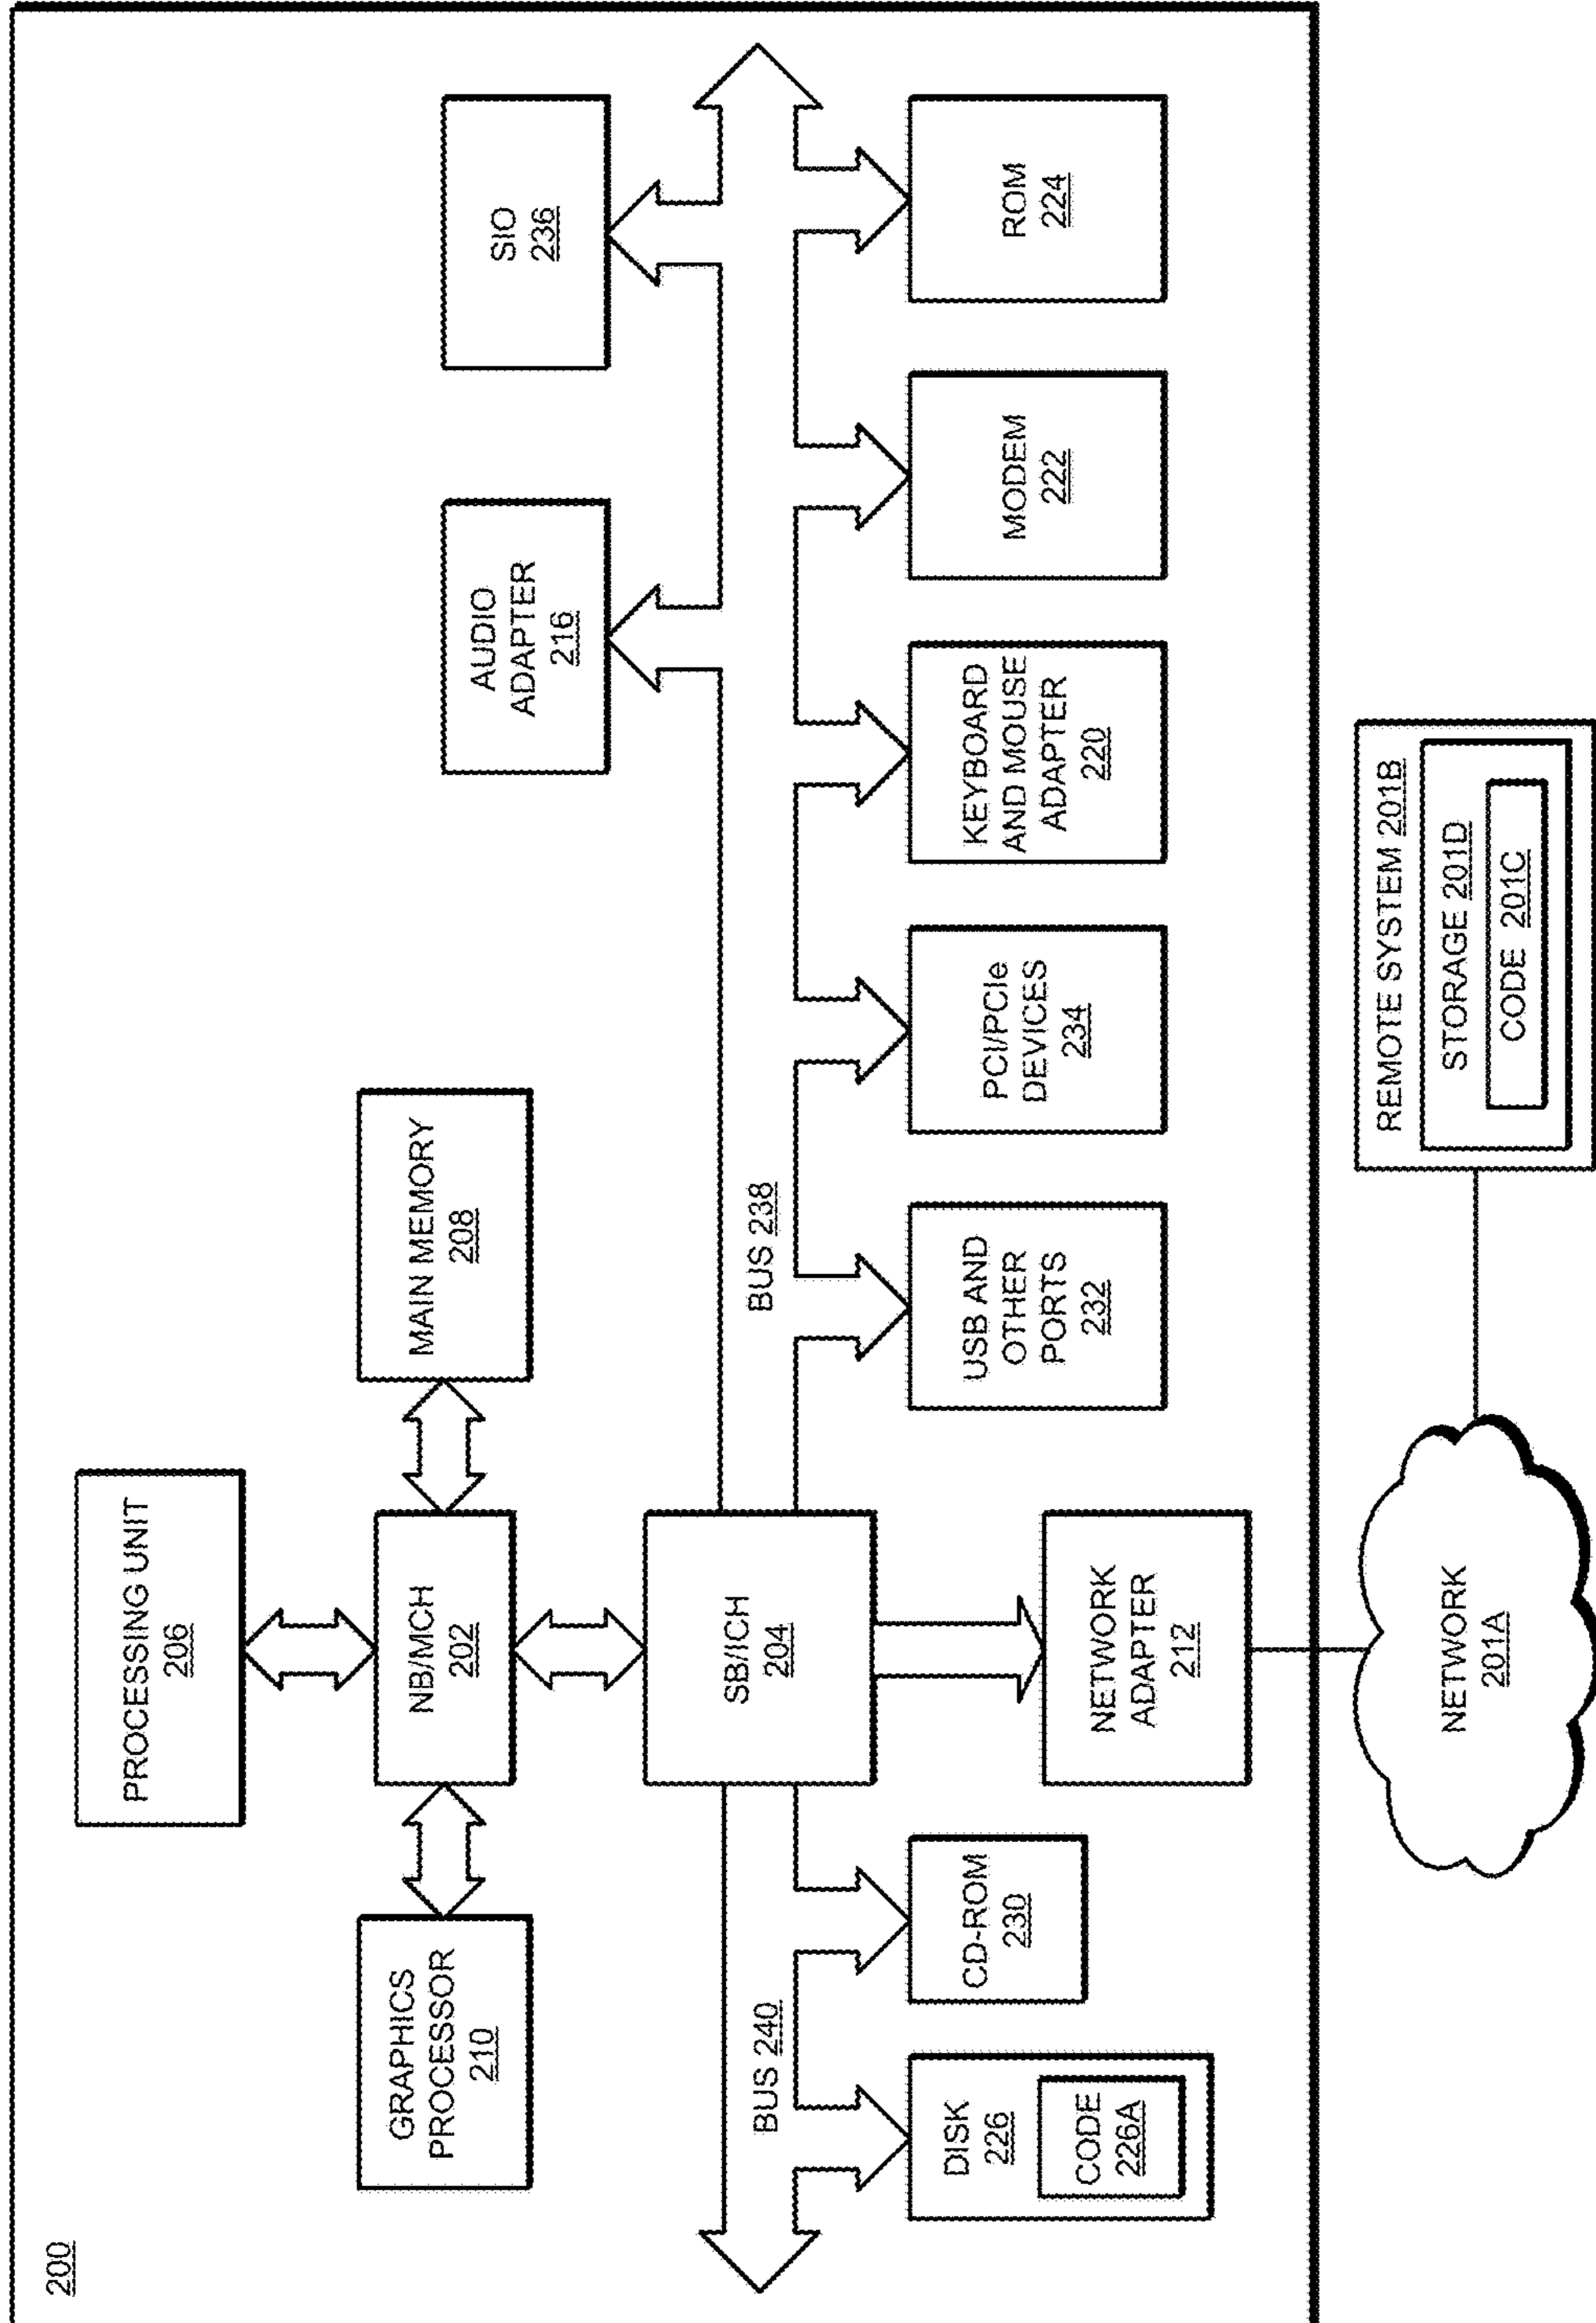 200
PROCESSING UNIT
206
GRAPHICS
PROCESSOR
210
NB/MCH
202
MAIN MEMORY
208
AUDIO
ADAPTER
216
SIO
236
SB/ICH
204
BUS 240
BUS 238
DISK
226
CODE
226A
CD-ROM
230
USB AND
OTHER
PORTS
232
PCI/PCIe
DEVICES
234
KEYBOARD
AND MOUSE
ADAPTER
220
MODEM
222
ROM
224
NETWORK
ADAPTER
212
NETWORK
201A
REMOTE SYSTEM 201B
STORAGE 201D
CODE 201C